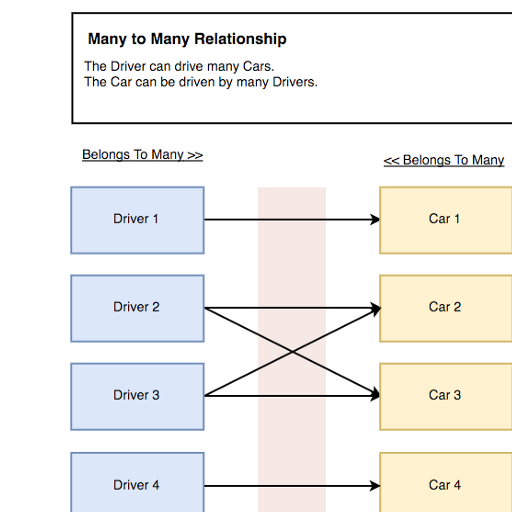 Many to Many Relationship
The Driver can drive many Cars.
The Car can be driven by many Drivers.
Belongs To Many >>
<< Belongs To Many
Driver 1
Car 1
Driver 2
Car 2
Driver 3
Car 3
Driver 4
Car 4